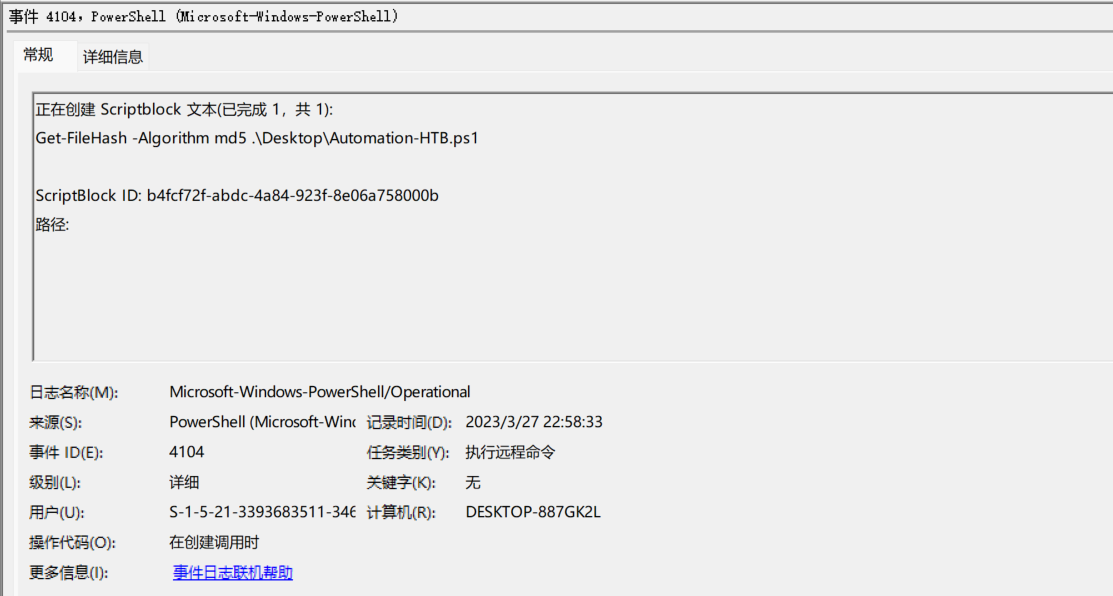 事件 4104，PowerShell (Microsoft-Windows-PowerShell)
常规 详细信息
正在创建 Scriptblock 文本(已完成 1，共 1):
Get-FileHash -Algorithm md5 .\Desktop\Automation-HTB.ps1
ScriptBlock ID: b4fcf72f-abdc-4a84-923f-8e06a758000b
路径:
日志名称(M): Microsoft-Windows-PowerShell/Operational
来源(S): PowerShell (Microsoft-Wind 记录时间(D): 2023/3/27 22:58:33
事件 ID(E): 4104 任务类别(Y): 执行远程命令
级别(L): 详细 关键字(K): 无
用户(U): S-1-5-21-3393683511-346 计算机(R): DESKTOP-887GK2L
操作代码(O): 在创建调用时
更多信息(I): 事件日志联机帮助